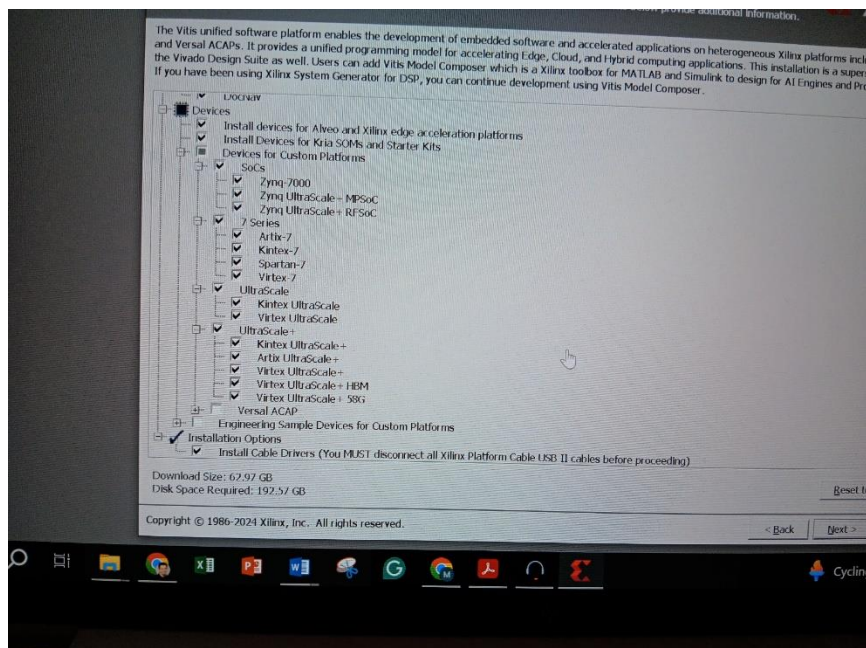 below provide additional information.
The Vitis unified software platform enables the development of embedded software and accelerated applications on heterogeneous Xilinx platforms
and Versal ACAPs. It provides a unified programming model for accelerating Edge, Cloud, and Hybrid computing applications. This installation is a
the Vivado Design Suite as well. Users can add Vitis Model Composer which is a Xilinx toolbox for MATLAB and Simulink to design for AI Engines and
If you have been using Xilinx System Generator for DSP, you can continue development using Vitis Model Composer.
DocNav
Devices
Install devices for Alveo and Xilinx edge acceleration platforms
Install Devices for Kria SOMs and Starter Kits
Devices for Custom Platforms
SoCs
Zynq-7000
Zynq UltraScale+ MPSoC
Zynq UltraScale+ RFSoC
7 Series
Artix-7
Kintex-7
Spartan-7
Virtex-7
UltraScale
Kintex UltraScale
Virtex UltraScale
UltraScale+
Kintex UltraScale+
Artix UltraScale+
Virtex UltraScale+
Virtex UltraScale+ HBM
Virtex UltraScale+ 58G
Versal ACAP
Engineering Sample Devices for Custom Platforms
Installation Options
Install Cable Drivers (You MUST disconnect all Xilinx Platform Cable USB II cables before proceeding)
Download Size: 62.97 GB
Disk Space Required: 192.57 GB
Reset
Copyright © 1986-2024 Xilinx, Inc. All rights reserved.
< Back
Next >